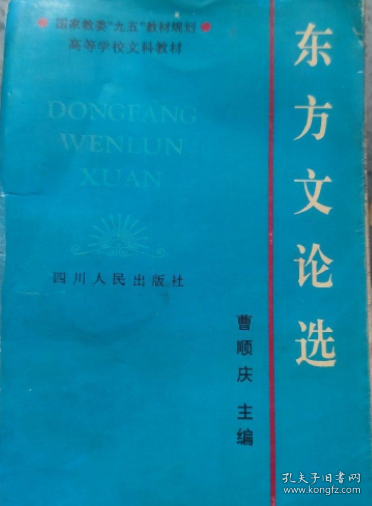 国家教委"九五"教材规划
高等学校文科教材
东方文论选
DONGFANG
WENLUN
XUAN
四川人民出版社
曹顺庆 主编
孔夫子旧书网
www.kongfz.com